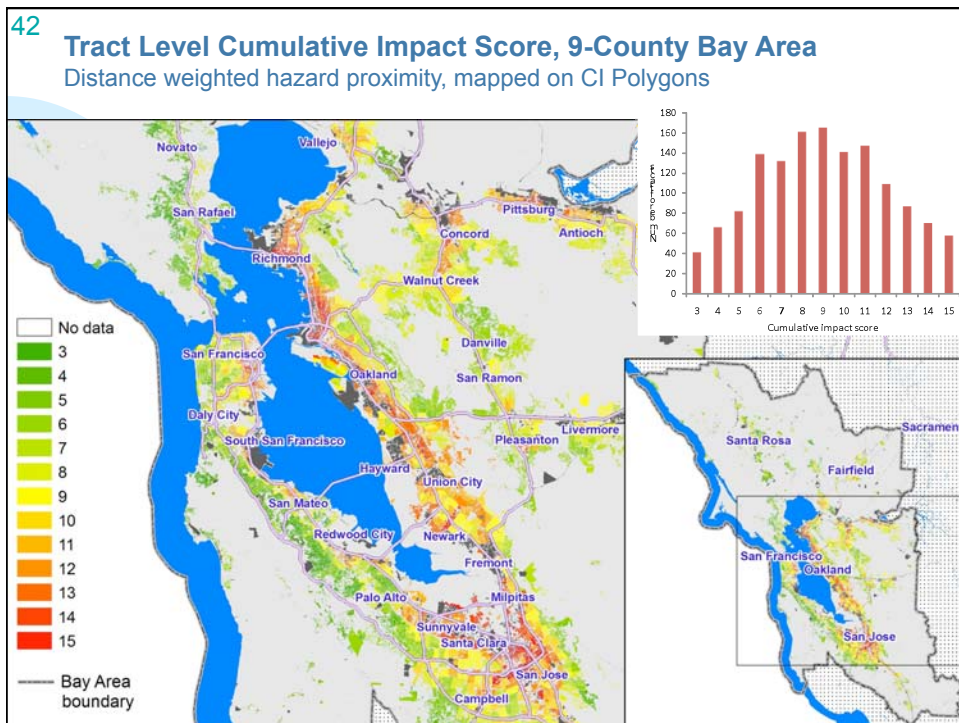 42
Tract Level Cumulative Impact Score, 9-County Bay Area
Distance weighted hazard proximity, mapped on CI Polygons
180
160
140
120
100
80
60
40
20
0
3 4 5 6 7 8 9 10 11 12 13 14 15
Cumulative impact score
Novato
Vallejo
San Rafael
Pittsburg
Antioch
Concord
Richmond
Walnut Creek
No data
3
4
5
6
7
8
9
10
11
12
13
14
15
Bay Area
boundary
San Francisco
Danville
Oakland
San Ramon
Daly City
Livermore
Pleasanton
South San Francisco
Hayward
Union City
San Mateo
Redwood City
Newark
Fremont
Palo Alto
Milpitas
Sunnyvale
Santa Clara
San Jose
Campbell
Santa Rosa
Sacramen
Fairfield
San Francisco
Oakland
San Jose